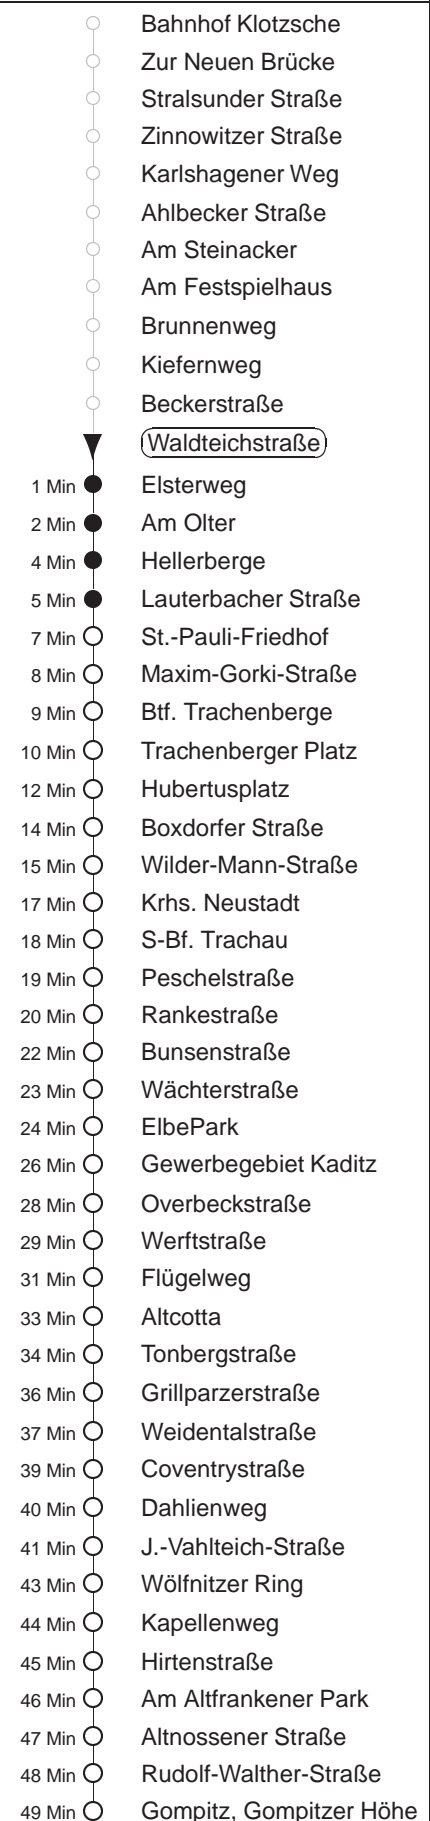 Bahnhof Klotzsche
Zur Neuen Brücke
Stralsunder Straße
Zinnowitzer Straße
Karlshagener Weg
Ahlbecker Straße
Am Steinacker
Am Festspielhaus
Brunnenweg
Kiefernweg
Beckerstraße
Waldteichstraße
1 Min Elsterweg
2 Min Am Olter
4 Min Hellerberge
5 Min Lauterbacher Straße
7 Min St.-Pauli-Friedhof
8 Min Maxim-Gorki-Straße
9 Min Btf. Trachenberge
10 Min Trachenberger Platz
12 Min Hubertusplatz
14 Min Boxdorfer Straße
15 Min Wilder-Mann-Straße
17 Min Krhs. Neustadt
18 Min S-Bf. Trachau
19 Min Peschelstraße
20 Min Rankestraße
22 Min Bunsenstraße
23 Min Wächterstraße
24 Min ElbePark
26 Min Gewerbegebiet Kaditz
28 Min Overbeckstraße
29 Min Werftstraße
31 Min Flügelweg
33 Min Altcotta
34 Min Tonbergstraße
36 Min Grillparzerstraße
37 Min Weidentalstraße
39 Min Coventrystraße
40 Min Dahlienweg
41 Min J.-Vahlteich-Straße
43 Min Wölfnitzer Ring
44 Min Kapellenweg
45 Min Hirtenstraße
46 Min Am Altfrankener Park
47 Min Altnossener Straße
48 Min Rudolf-Walther-Straße
49 Min Gompitz, Gompitzer Höhe